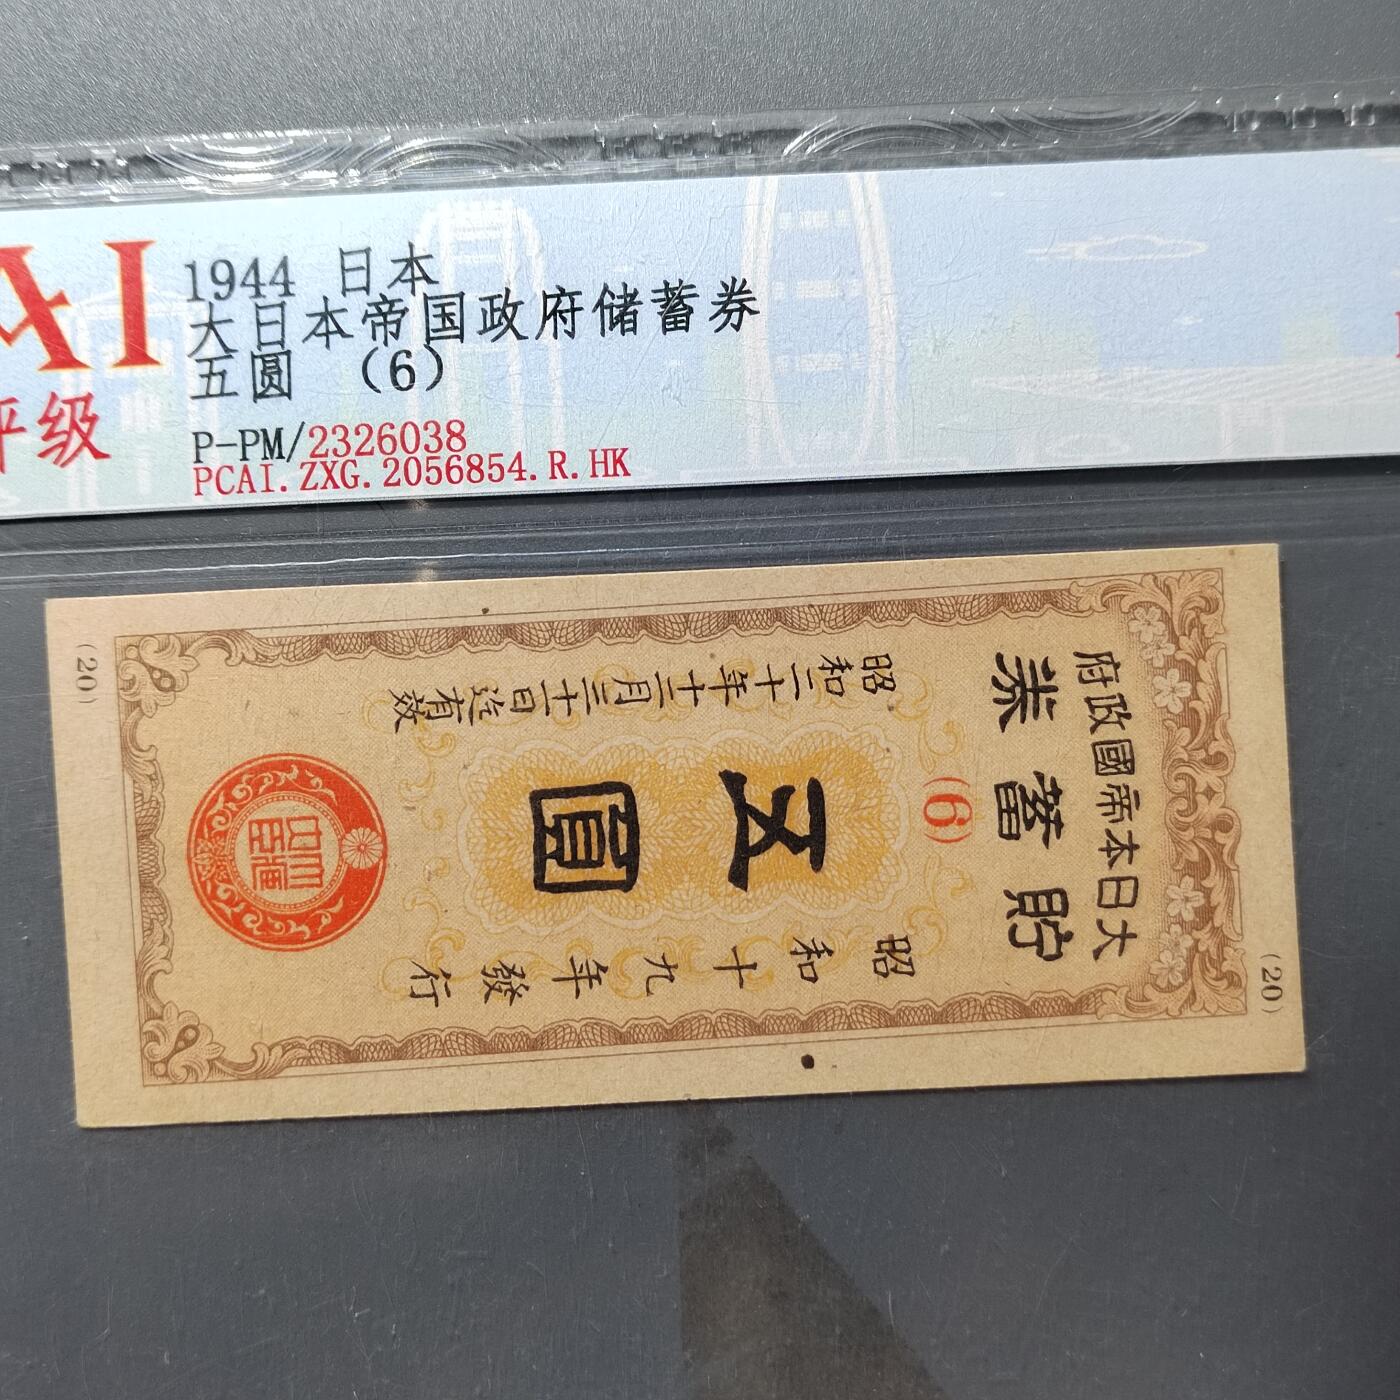 AI
评级
1944 日本
大日本帝国政府储蓄券
五圆 (6)
P-PM/2326038
PCAI.ZXG.2056854.R.HK
(20)
大日本帝國政府
貯蓄券
(6)
昭和十九年發行
五圓
昭和二十年十二月三十一日迄有效
(20)